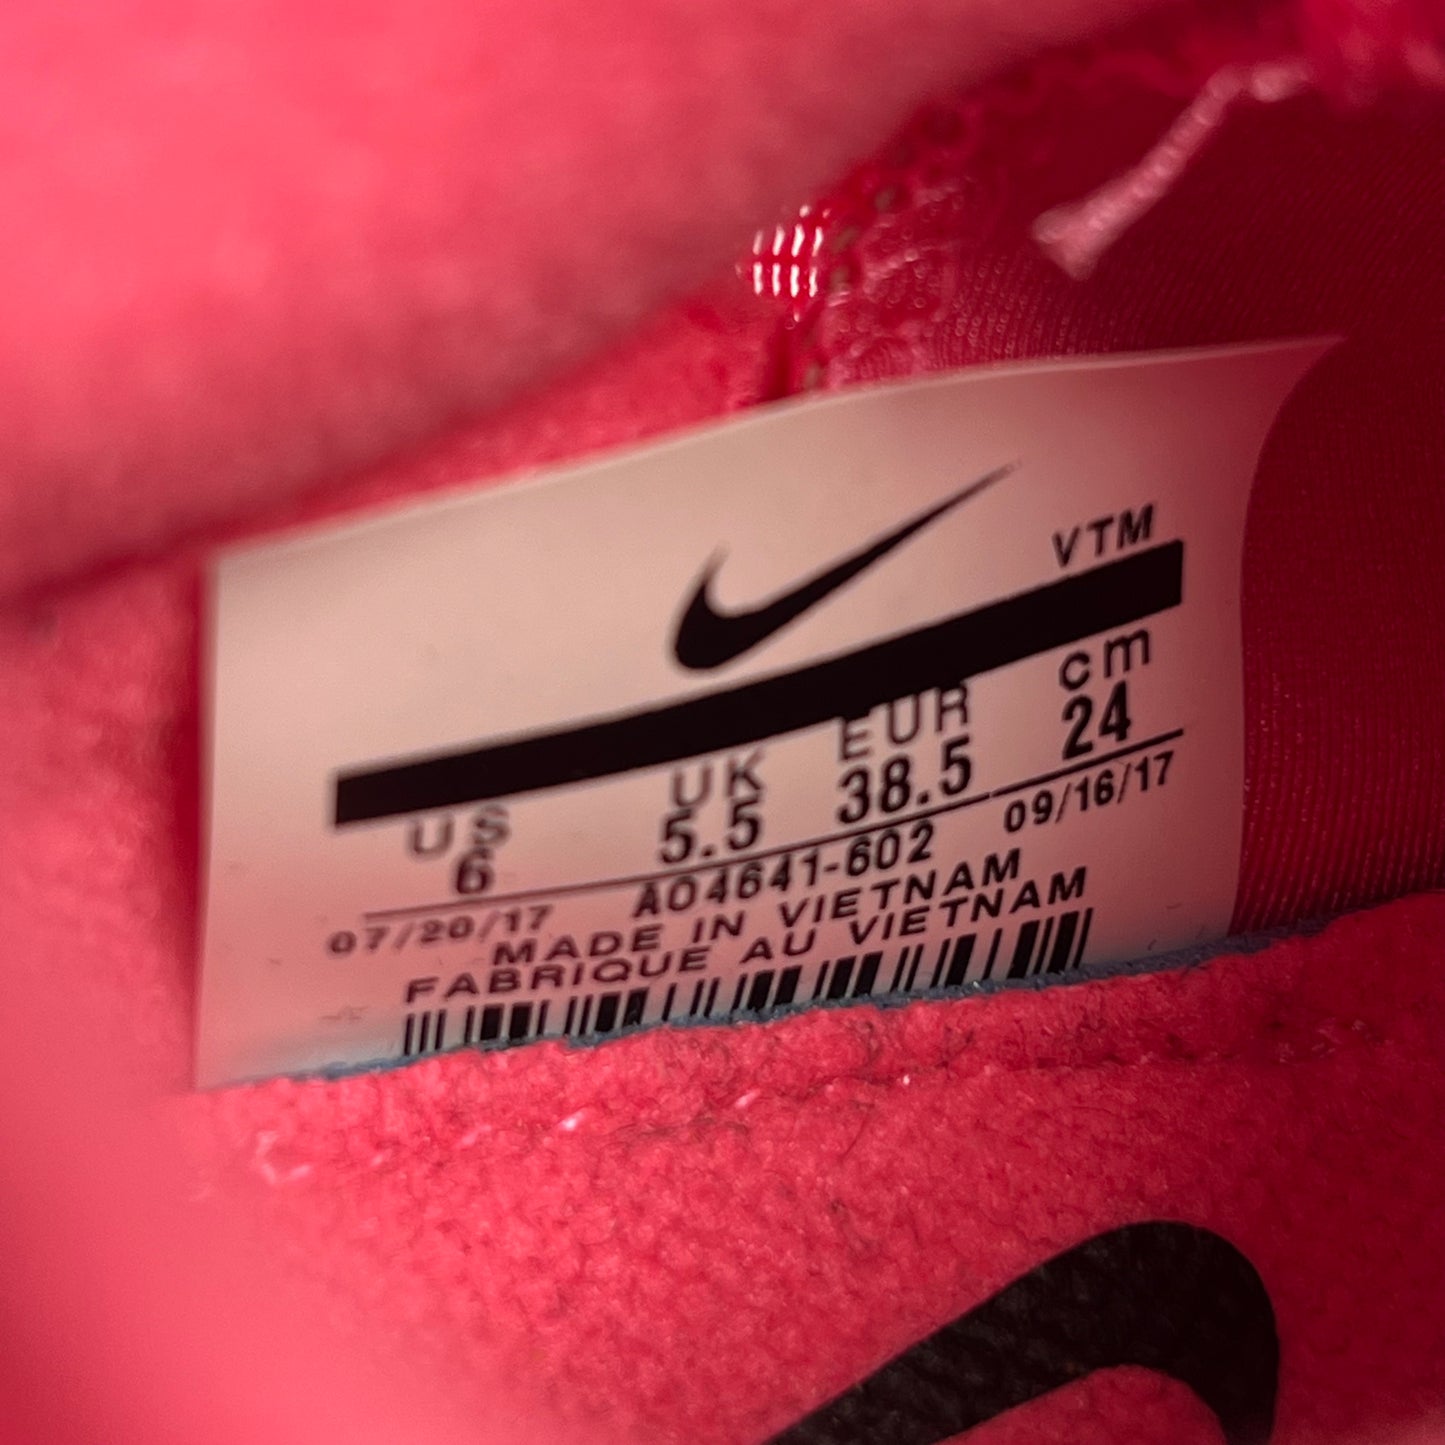 VTM
US UK EUR cm
6 5.5 38.5 24
07/20/17 AO4641-602 09/16/17
MADE IN VIETNAM
FABRIQUE AU VIETNAM